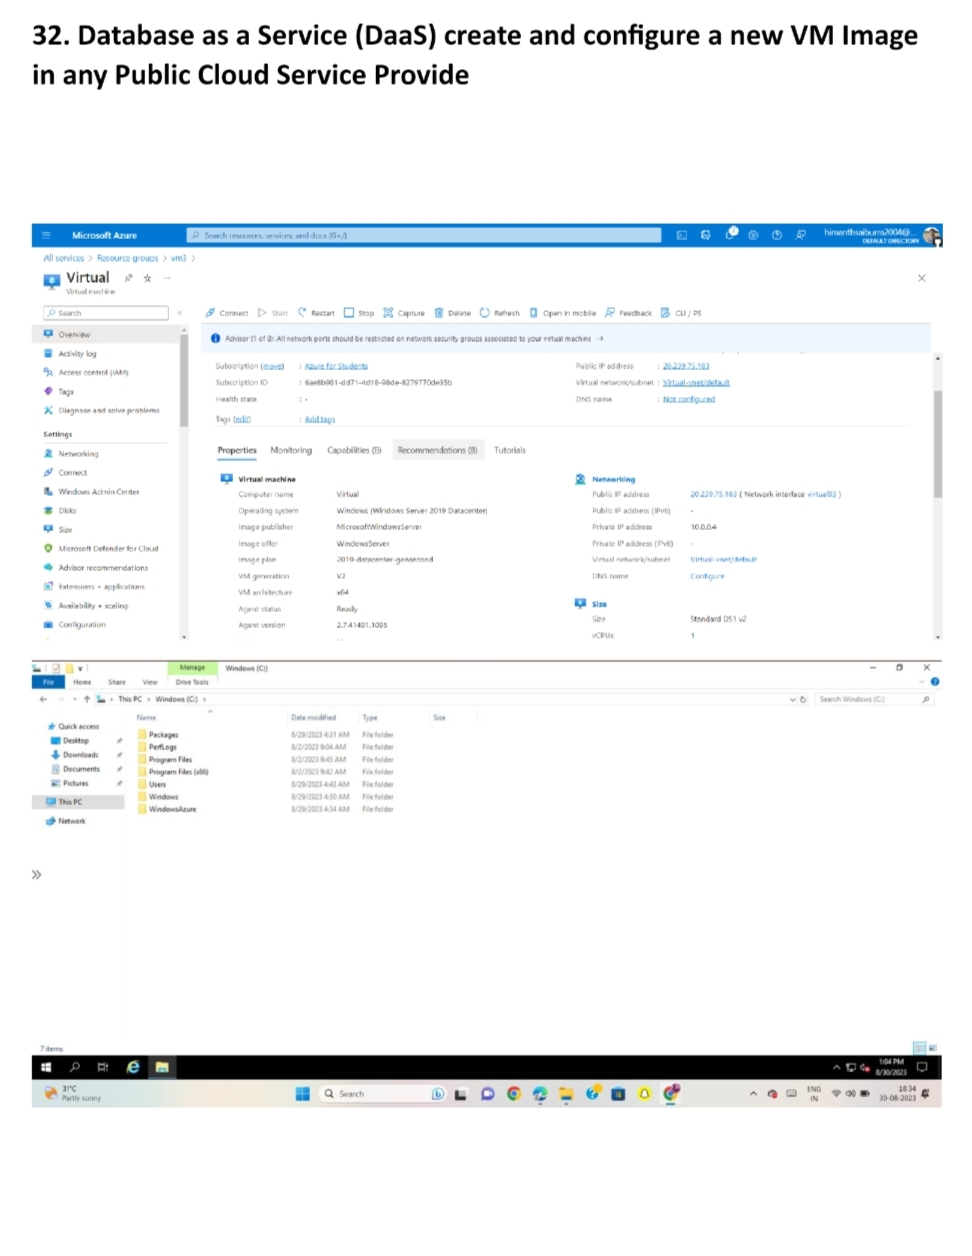 32. Database as a Service (DaaS) create and configure a new VM Image
in any Public Cloud Service Provide
Microsoft Azure
Search resources, services, and docs (G+/)
himanthsaiburra2004@...
DEFAULT DIRECTORY
All services > Resource groups > vm3 >
Virtual
Virtual machine
Search
Connect Start Restart Stop Capture Delete Refresh Open in mobile Feedback CLI / PS
Overview
Activity log
Access control (IAM)
Tags
Diagnose and solve problems
Settings
Networking
Connect
Windows Admin Center
Disks
Size
Microsoft Defender for Cloud
Advisor recommendations
Extensions + applications
Availability + scaling
Configuration
Advisor (1 of 3): All network ports should be restricted on network security groups associated to your virtual machine →
Subscription (move) : Azure for Students
Subscription ID
Health state : -
Tags (edit) : Add tags
Public IP address : 20.239.75.183
Virtual network/subnet : Virtual-vnet/default
DNS name : Not configured
Properties Monitoring Capabilities Recommendations (8) Tutorials
Virtual machine
Computer name Virtual
Operating system Windows (Windows Server 2019 Datacenter)
Image publisher MicrosoftWindowsServer
Image offer WindowsServer
Image plan 2019-datacenter-gensecond
VM generation V2
VM architecture x64
Agent status Ready
Agent version 2.7.41491.1095
Networking
Public IP address 20.239.75.183 ( Network interface virtual93 )
Public IP address (IPv6) -
Private IP address 10.0.0.4
Private IP address (IPv6) -
Virtual network/subnet Virtual-vnet/default
DNS name Configure
Size
Size Standard DS1 v2
vCPUs 1
Manage Windows (C:)
File Home Share View Drive Tools
This PC > Windows (C:) >
Search Windows (C:)
Quick access
Desktop
Downloads
Documents
Pictures
This PC
Network
Name Date modified Type Size
Packages 8/29/2023 4:31 AM File folder
PerfLogs 8/2/2023 9:04 AM File folder
Program Files 8/2/2023 9:45 AM File folder
Program Files (x86) 8/2/2023 9:42 AM File folder
Users 8/29/2023 4:43 AM File folder
Windows 8/29/2023 4:30 AM File folder
WindowsAzure 8/29/2023 4:34 AM File folder
7 items
1:04 PM
8/30/2023
31°C
Partly sunny
Search
ENG
IN
18:34
30-08-2023